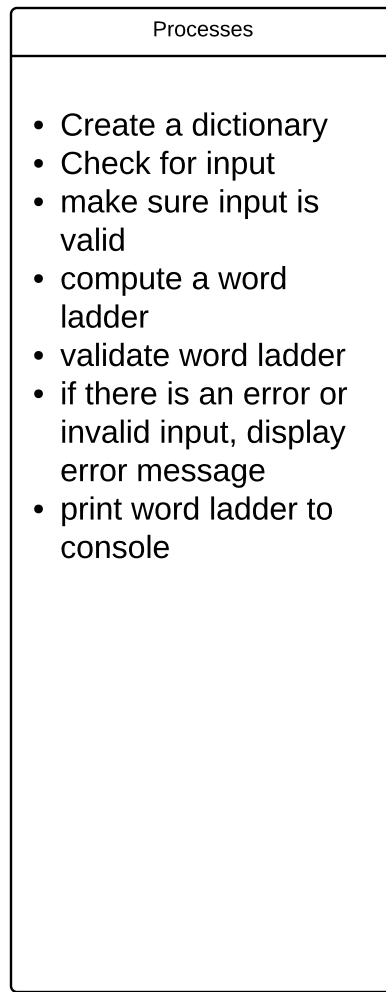 Processes
• Create a dictionary
• Check for input
• make sure input is
valid
• compute a word
ladder
• validate word ladder
• if there is an error or
invalid input, display
error message
• print word ladder to
console